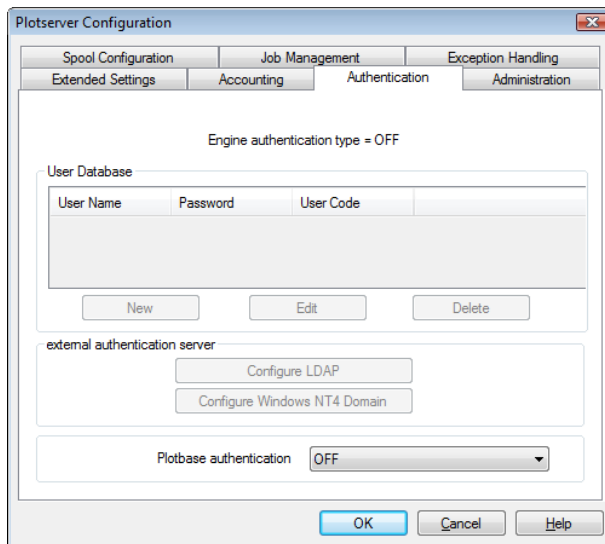 Plotserver Configuration
Spool Configuration Job Management Exception Handling
Extended Settings Accounting Authentication Administration
Engine authentication type = OFF
User Database
User Name Password User Code
New Edit Delete
external authentication server
Configure LDAP
Configure Windows NT4 Domain
Plotbase authentication OFF
OK Cancel Help